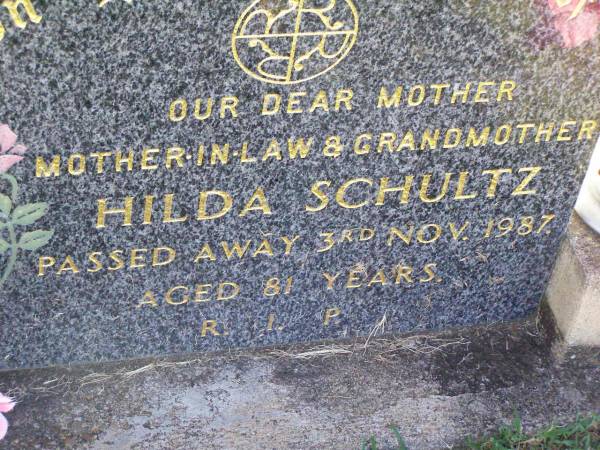 OUR DEAR MOTHER
MOTHER-IN-LAW & GRANDMOTHER
HILDA SCHULTZ
PASSED AWAY 3RD NOV. 1987.
AGED 81 YEARS.
R. I. P.